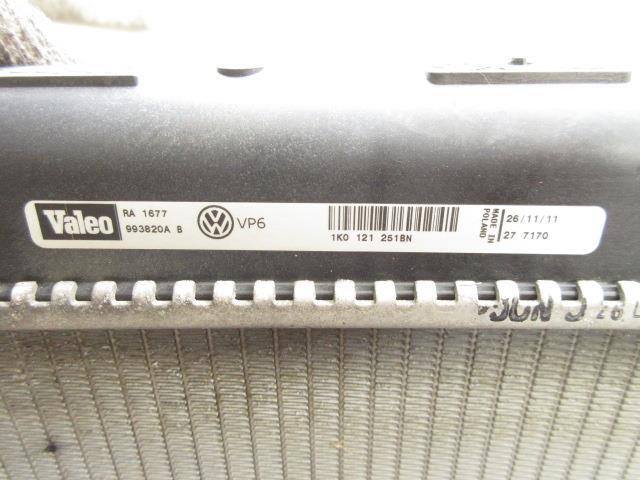 Valeo
RA 1677
993820A B
VP6
1K0 121 251BN
MADE IN
POLAND
26/11/11
27 7170